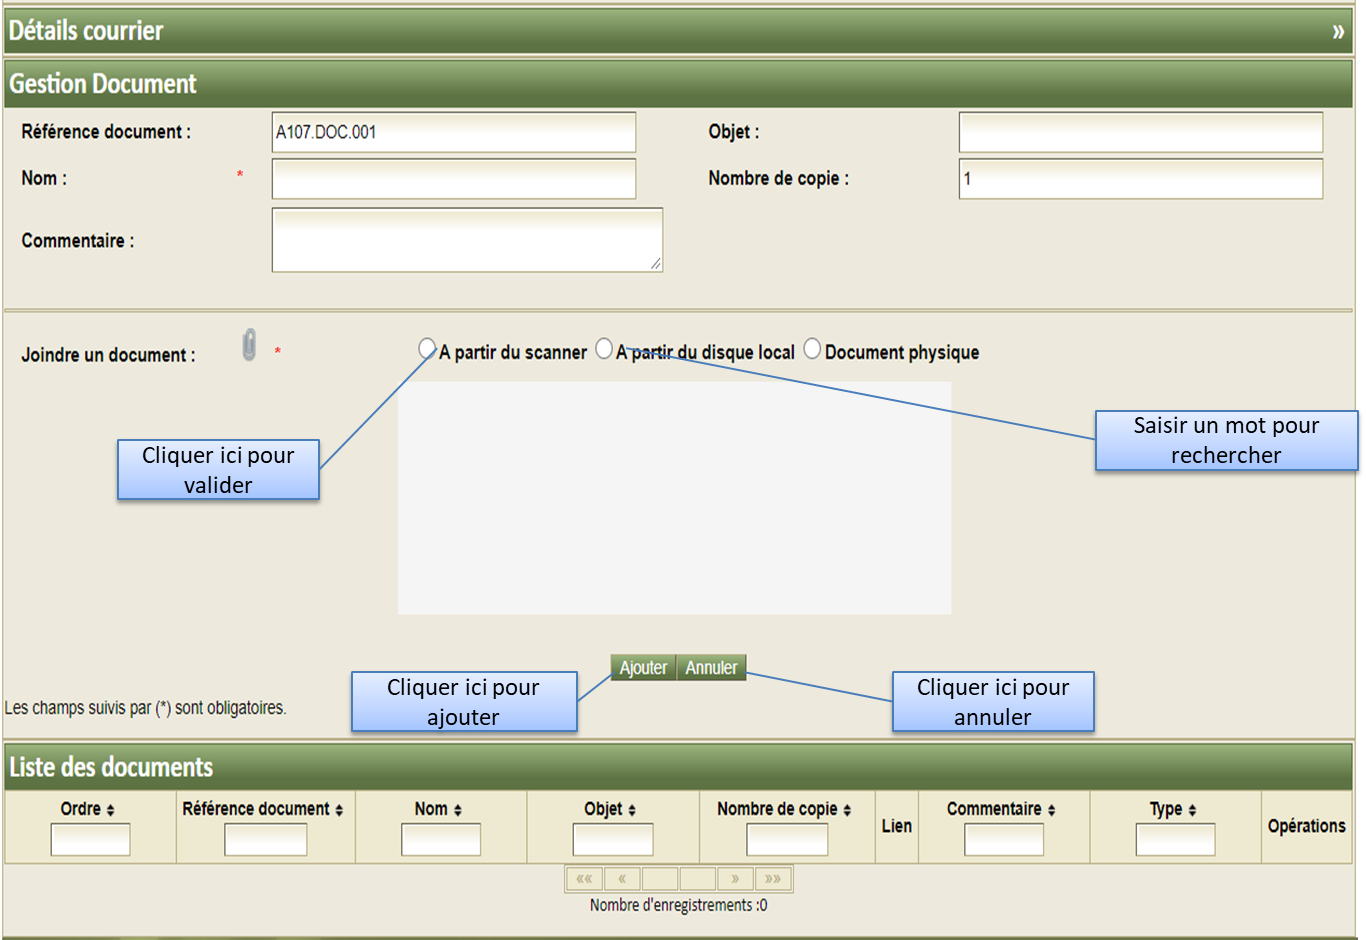 Détails courrier »
Gestion Document
Référence document : A107.DOC.001 Objet :
Nom : * Nombre de copie : 1
Commentaire :
Joindre un document : * A partir du scanner A partir du disque local Document physique
Saisir un mot pour
rechercher
Cliquer ici pour
valider
Ajouter Annuler
Cliquer ici pour
ajouter
Cliquer ici pour
annuler
Les champs suivis par (*) sont obligatoires.
Liste des documents
Ordre Référence document Nom Objet Nombre de copie Lien Commentaire Type Opérations
«« « » »»
Nombre d'enregistrements :0